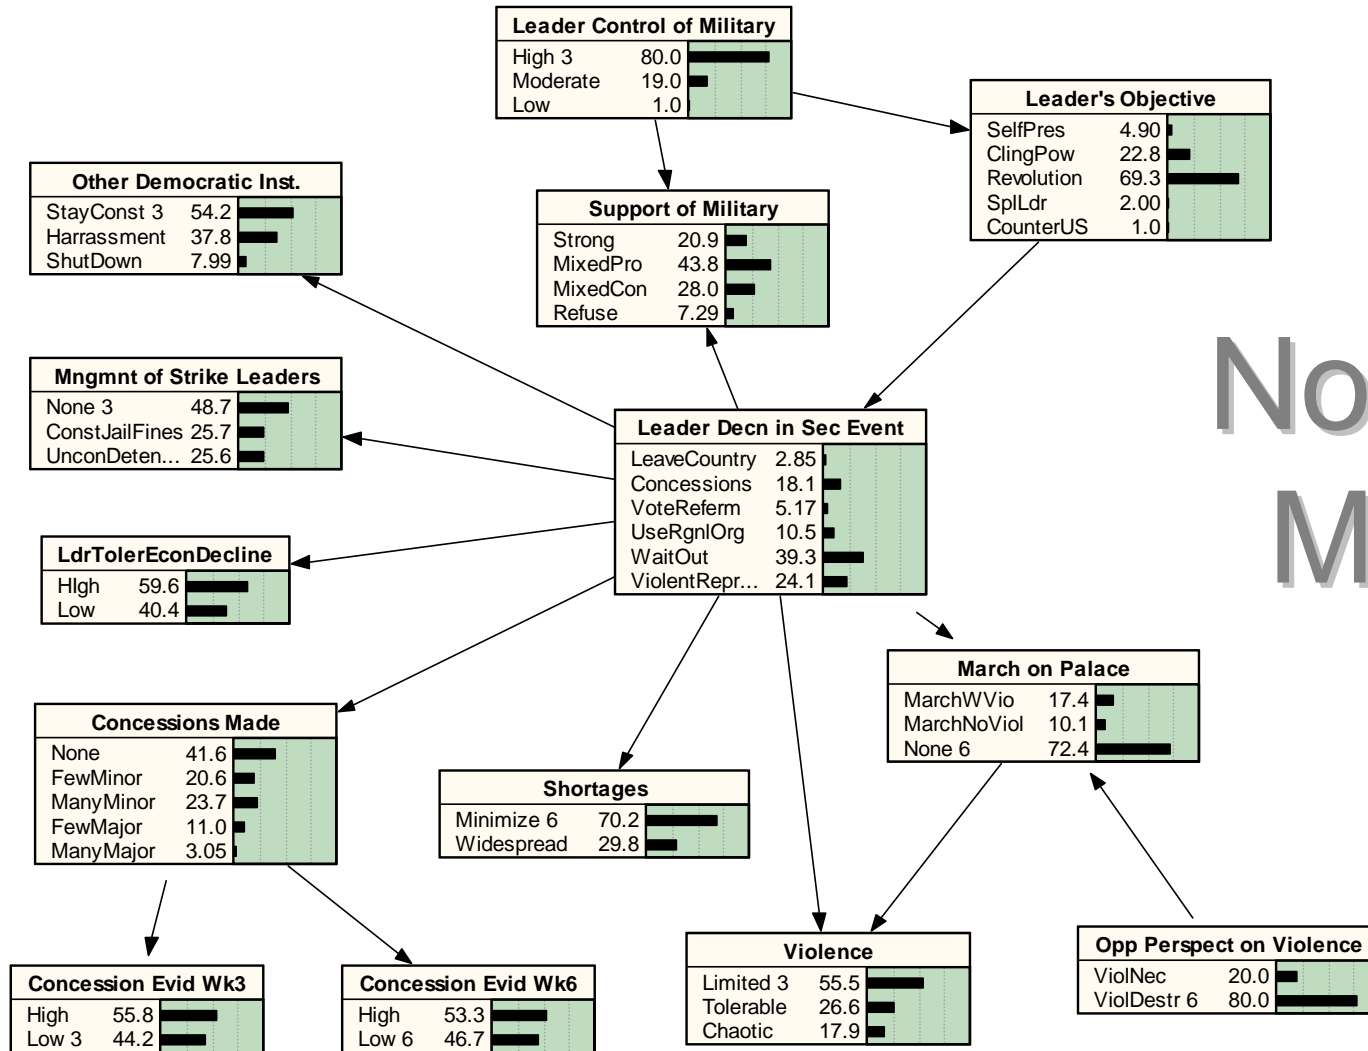 Leader Control of Military
High 3 80.0
Moderate 19.0
Low 1.0
Leader's Objective
SelfPres 4.90
ClingPow 22.8
Revolution 69.3
SplLdr 2.00
CounterUS 1.0
Other Democratic Inst.
StayConst 3 54.2
Harrassment 37.8
ShutDown 7.99
Support of Military
Strong 20.9
MixedPro 43.8
MixedCon 28.0
Refuse 7.29
No
M
Mngmnt of Strike Leaders
None 3 48.7
ConstJailFines 25.7
UnconDeten... 25.6
Leader Decn in Sec Event
LeaveCountry 2.85
Concessions 18.1
VoteReferm 5.17
UseRgnlOrg 10.5
WaitOut 39.3
ViolentRepr... 24.1
LdrTolerEconDecline
HIgh 59.6
Low 40.4
March on Palace
MarchWVio 17.4
MarchNoViol 10.1
None 6 72.4
Concessions Made
None 41.6
FewMinor 20.6
ManyMinor 23.7
FewMajor 11.0
ManyMajor 3.05
Shortages
Minimize 6 70.2
Widespread 29.8
Concession Evid Wk3
High 55.8
Low 3 44.2
Concession Evid Wk6
High 53.3
Low 6 46.7
Violence
Limited 3 55.5
Tolerable 26.6
Chaotic 17.9
Opp Perspect on Violence
ViolNec 20.0
ViolDestr 6 80.0